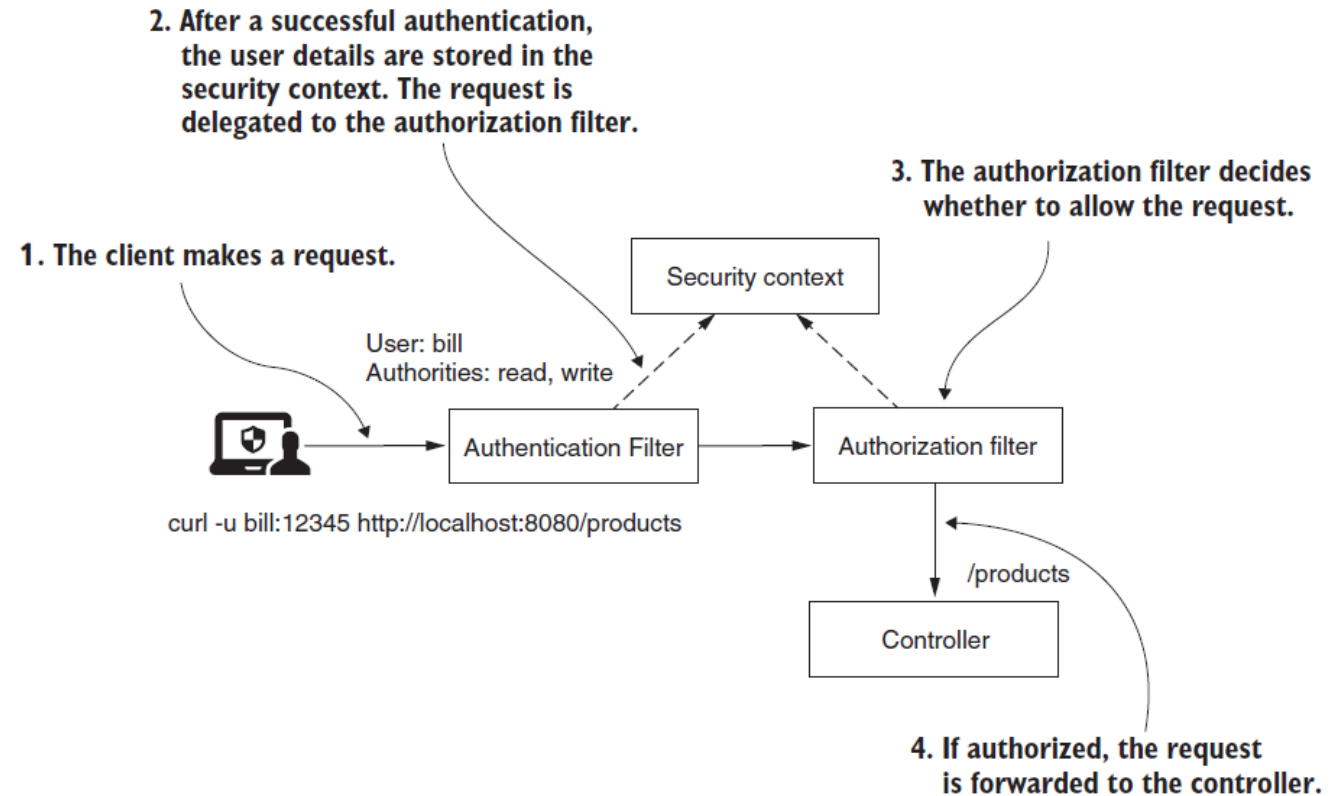 2. After a successful authentication,
the user details are stored in the
security context. The request is
delegated to the authorization filter.
3. The authorization filter decides
whether to allow the request.
1. The client makes a request.
Security context
User: bill
Authorities: read, write
Authentication Filter
Authorization filter
curl -u bill:12345 http://localhost:8080/products
/products
Controller
4. If authorized, the request
is forwarded to the controller.